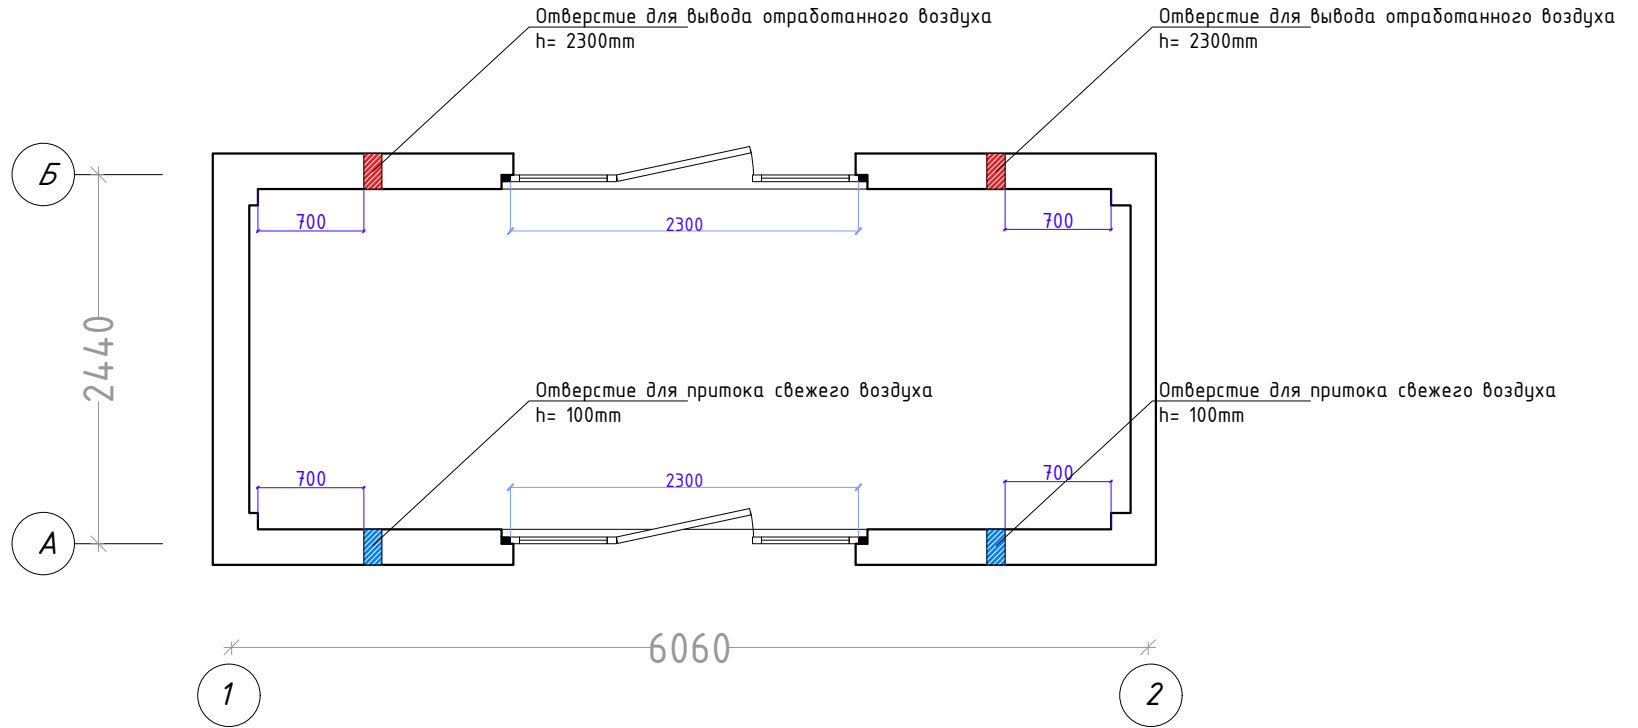 Отверстие для вывода отработанного воздуха
h= 2300mm
Отверстие для вывода отработанного воздуха
h= 2300mm
Б
700
2300
700
2440
Отверстие для притока свежего воздуха
h= 100mm
Отверстие для притока свежего воздуха
h= 100mm
700
2300
700
А
6060
1
2